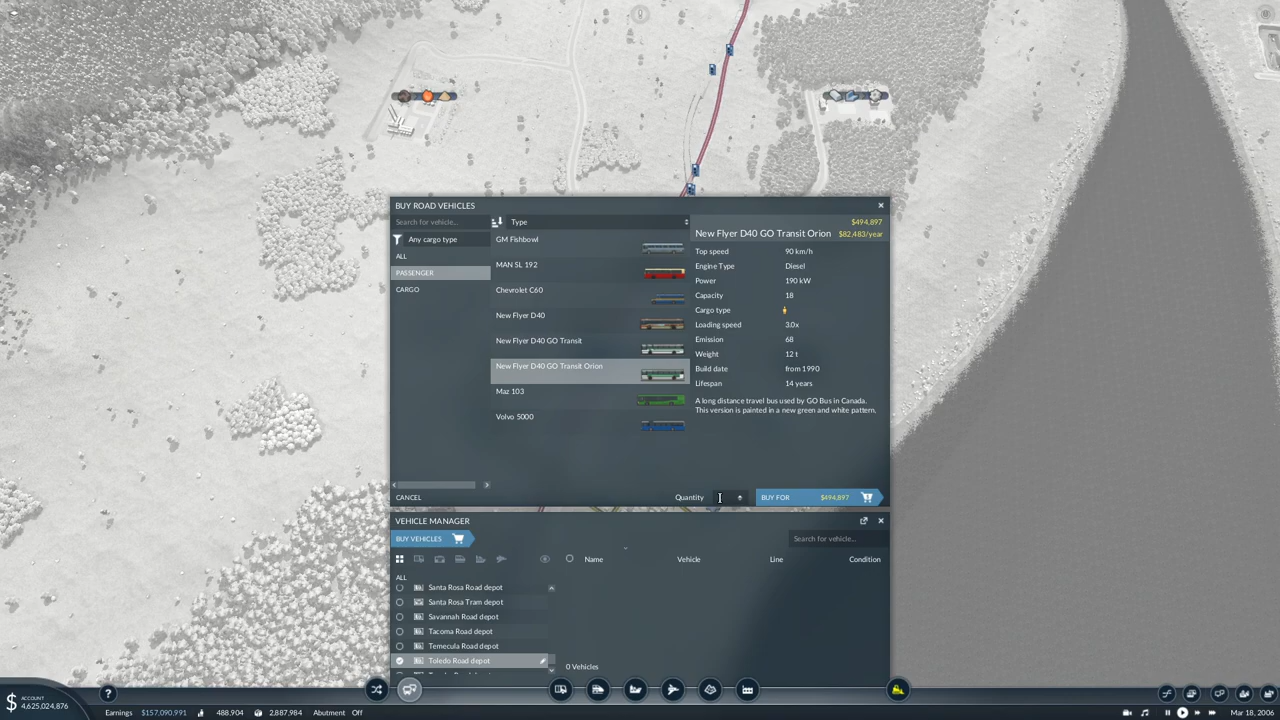 BUY ROAD VEHICLES
Search for vehicle...
Type
Any cargo type
ALL
PASSENGER
CARGO
GM Fishbowl
MAN SL 192
Chevrolet C60
New Flyer D40
New Flyer D40 GO Transit
New Flyer D40 GO Transit Orion
Maz 103
Volvo 5000
$494,897
New Flyer D40 GO Transit Orion $82,483/year
Top speed 90 km/h
Engine Type Diesel
Power 190 kW
Capacity 18
Cargo type
Loading speed 3.0x
Emission 68
Weight 12 t
Build date from 1990
Lifespan 14 years
A long distance travel bus used by GO Bus in Canada.
This version is painted in a new green and white pattern.
CANCEL Quantity BUY FOR $494,897
VEHICLE MANAGER
BUY VEHICLES Search for vehicle...
Name Vehicle Line Condition
ALL
Santa Rosa Road depot
Santa Rosa Tram depot
Savannah Road depot
Tacoma Road depot
Temecula Road depot
Toledo Road depot
0 Vehicles
$ ACCOUNT
4,625,024,876
?
Earnings $157,090,991 488,904 2,887,984 Abutment Off Mar 18, 2006